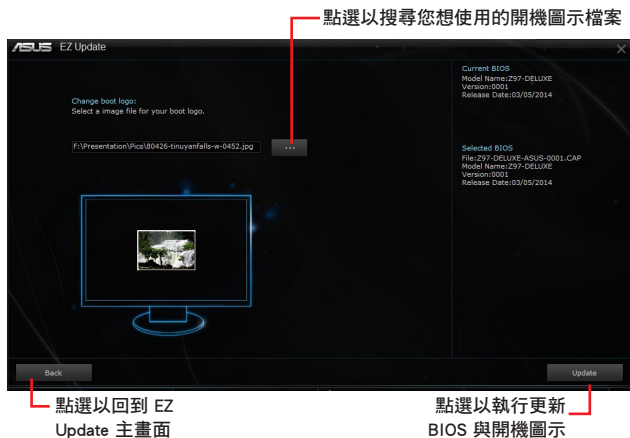 點選以搜尋您想使用的開機圖示檔案
ASUS EZ Update
Change boot logo:
Select a image file for your boot logo.
F:\Presentation\Pics\80426-tinuyanfalls-w-0452.jpg
...
Current BIOS
Model Name:Z97-DELUXE
Version:0001
Release Date:03/05/2014
Selected BIOS
File:Z97-DELUXE-ASUS-0001.CAP
Model Name:Z97-DELUXE
Version:0001
Release Date:03/05/2014
Back
Update
點選以回到 EZ
Update 主畫面
點選以執行更新
BIOS 與開機圖示